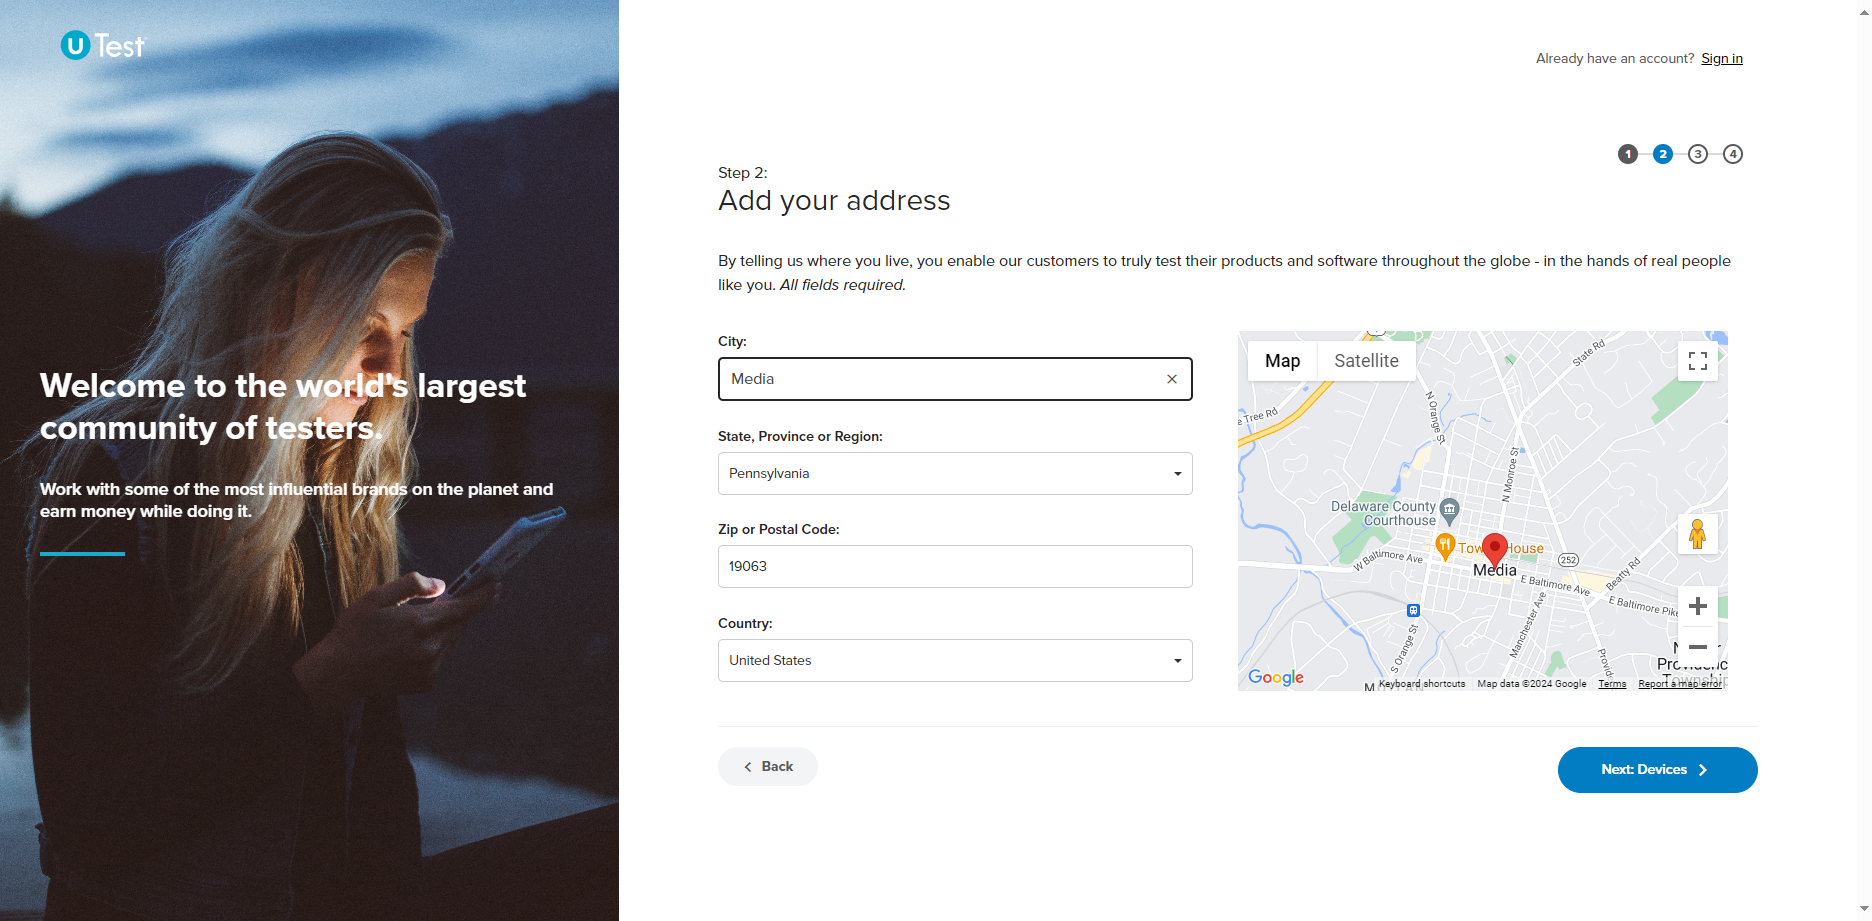 U Test
Welcome to the world's largest
community of testers.
Work with some of the most influential brands on the planet and
earn money while doing it.
Already have an account? Sign in
1 2 3 4
Step 2:
Add your address
By telling us where you live, you enable our customers to truly test their products and software throughout the globe - in the hands of real people
like you. All fields required.
City:
Media
State, Province or Region:
Pennsylvania
Zip or Postal Code:
19063
Country:
United States
Map Satellite
State Rd
e Tree Rd
N Orange St
N Monroe St
Delaware County
Courthouse
House
W Baltimore Ave
Media
252
E Baltimore Ave
Beatty Rd
E Baltimore Pike
Manchester Ave
S Orange St
Google
Keyboard shortcuts Map data ©2024 Google Terms Report a map error
Back
Next: Devices